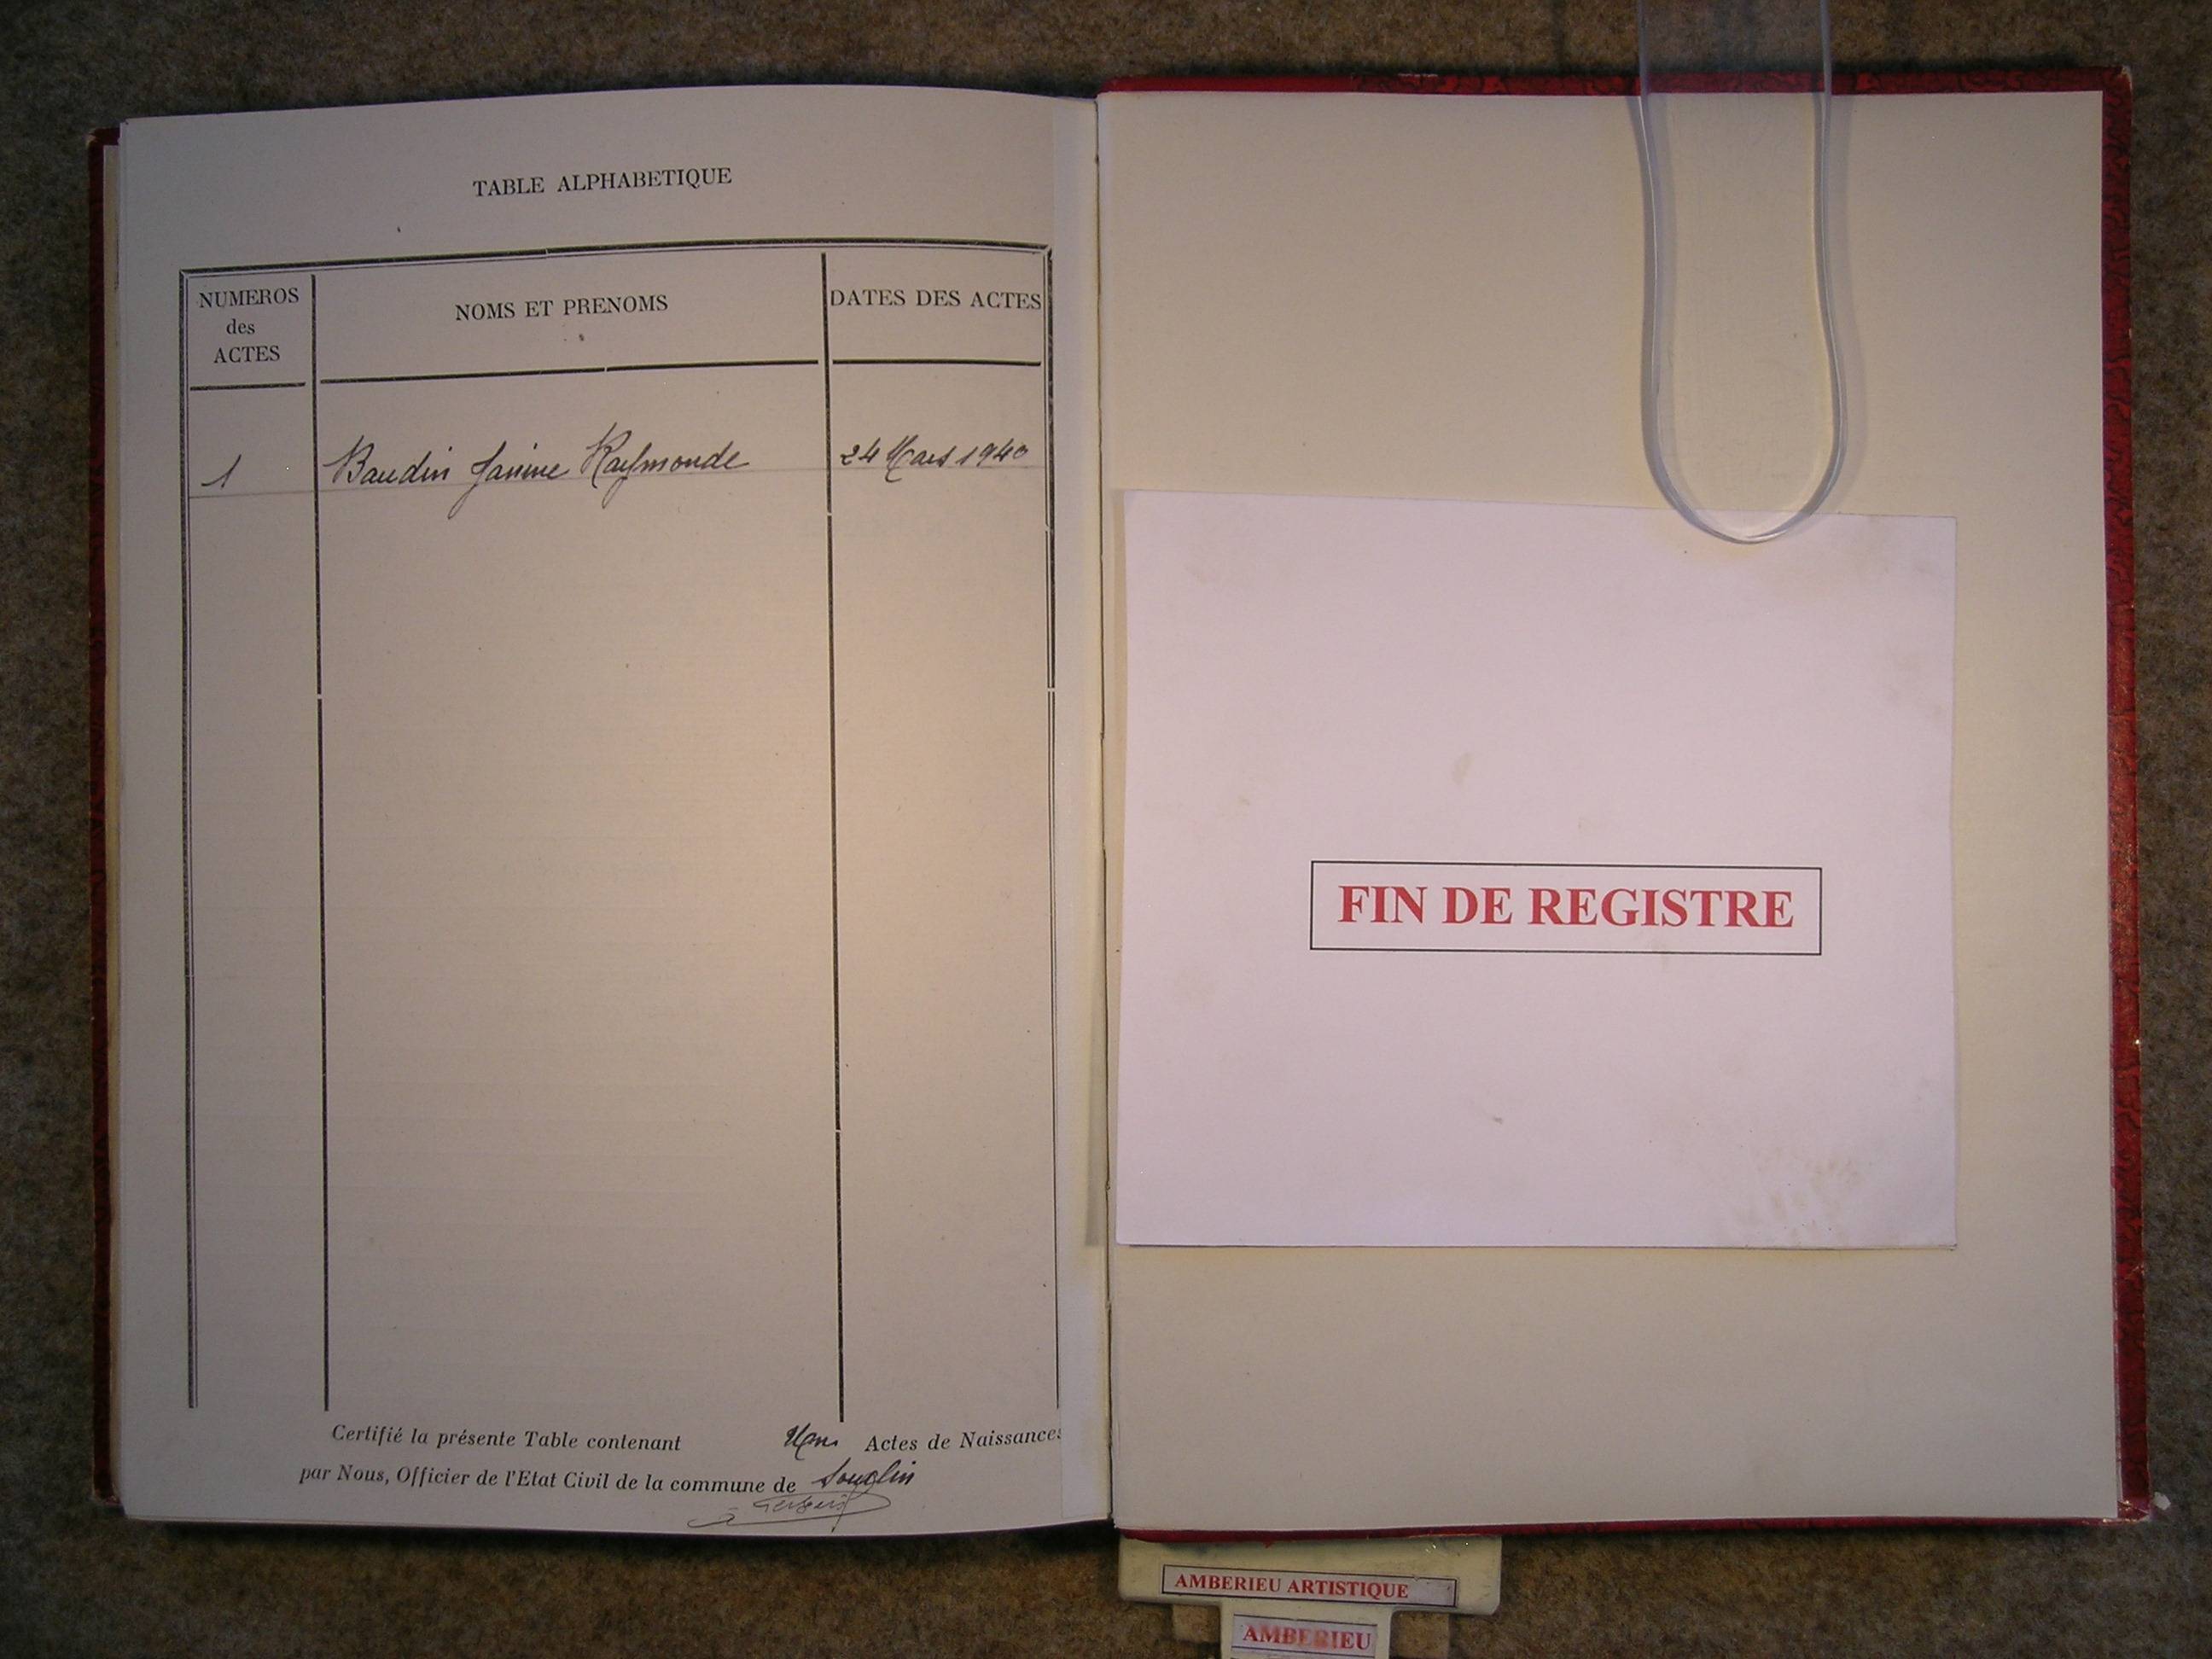 TABLE ALPHABETIQUE
NUMEROS
des
ACTES
NOMS ET PRENOMS
DATES DES ACTES
1 Baudin Janine Raymonde 24 Mars 1940
Certifié la présente Table contenant Un Actes de Naissances
par Nous, Officier de l'Etat Civil de la commune de Souclin
FIN DE REGISTRE
AMBERIEU ARTISTIQUE
AMBERIEU